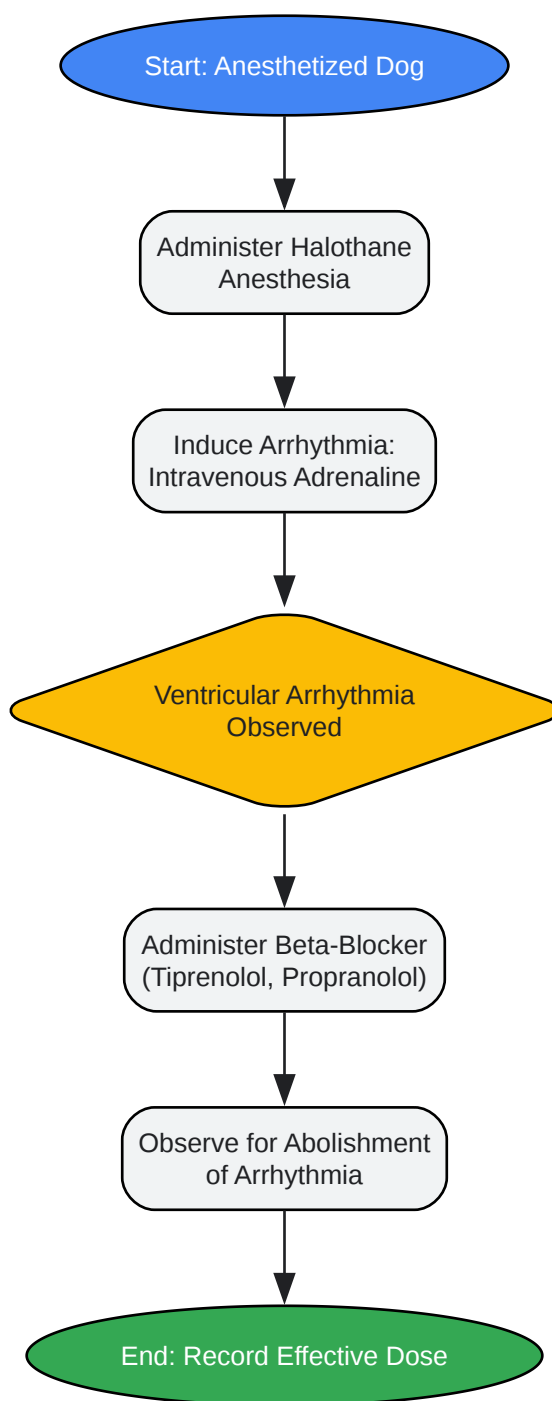 Start: Anesthetized Dog
Administer Halothane
Anesthesia
Induce Arrhythmia:
Intravenous Adrenaline
Ventricular Arrhythmia
Observed
Administer Beta-Blocker
(Tiprenolol, Propranolol)
Observe for Abolishment
of Arrhythmia
End: Record Effective Dose